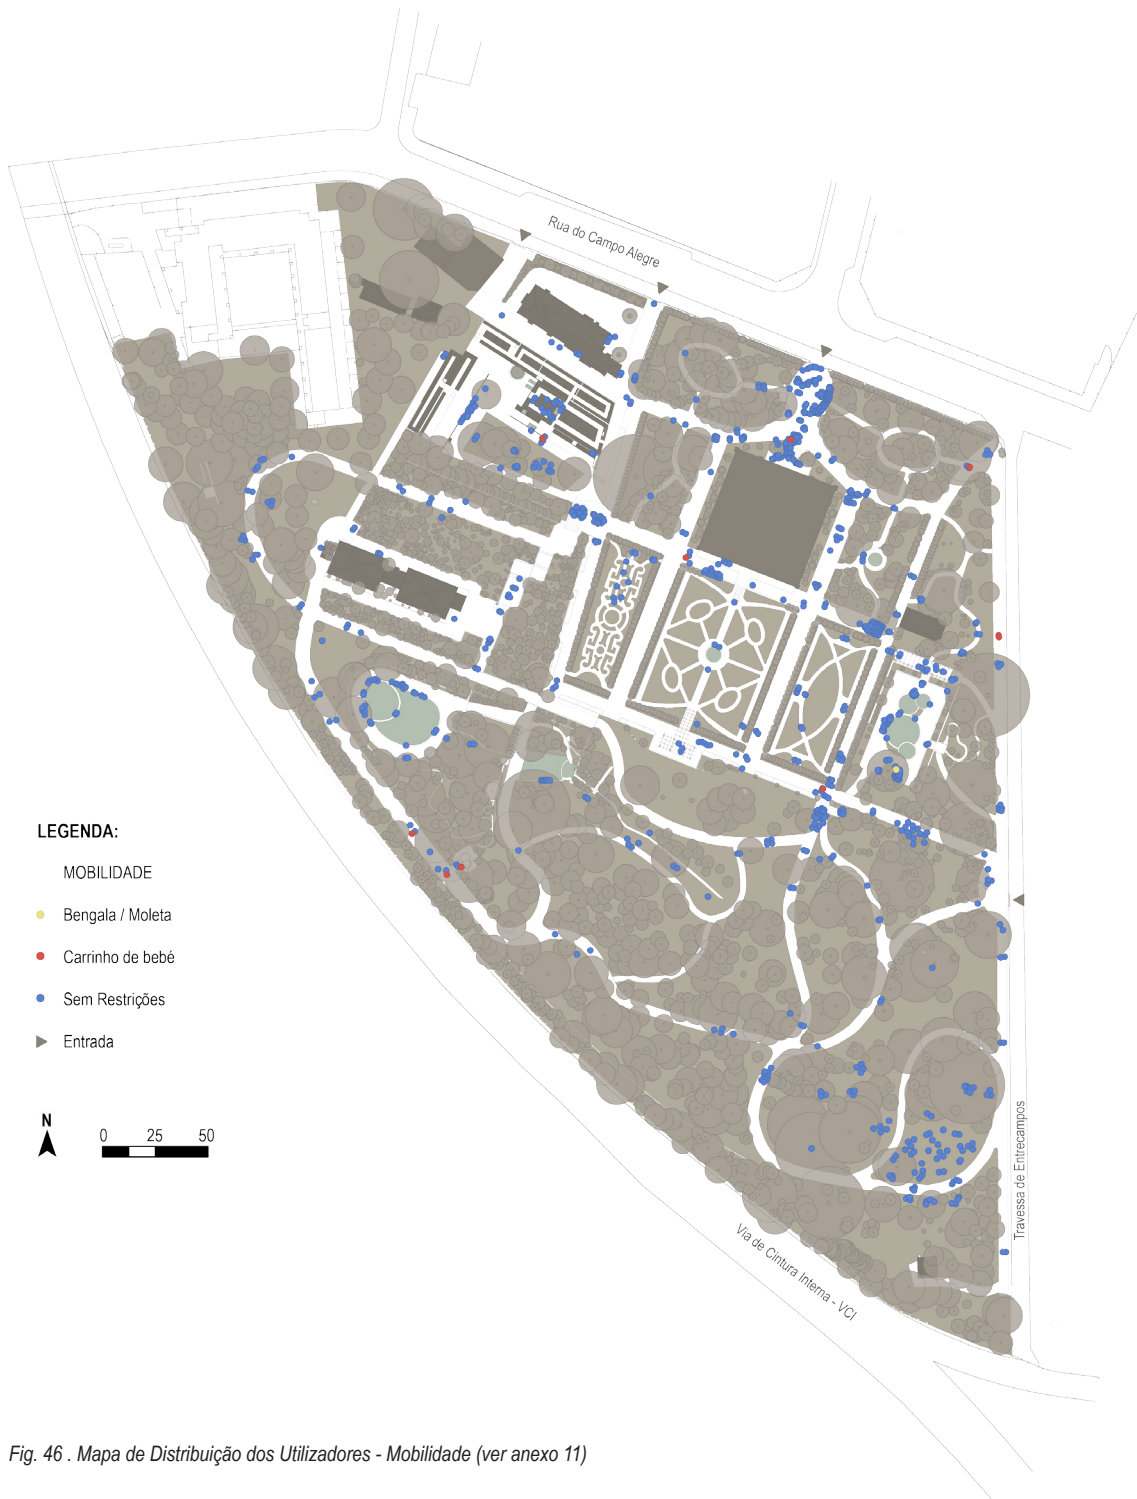 Rua do Campo Alegre
LEGENDA:
MOBILIDADE
Bengala / Moleta
Carrinho de bebé
Sem Restrições
Entrada
N
0 25 50
Travessa de Entrecampos
Via de Cintura Interna - VCI
Fig. 46 . Mapa de Distribuição dos Utilizadores - Mobilidade (ver anexo 11)